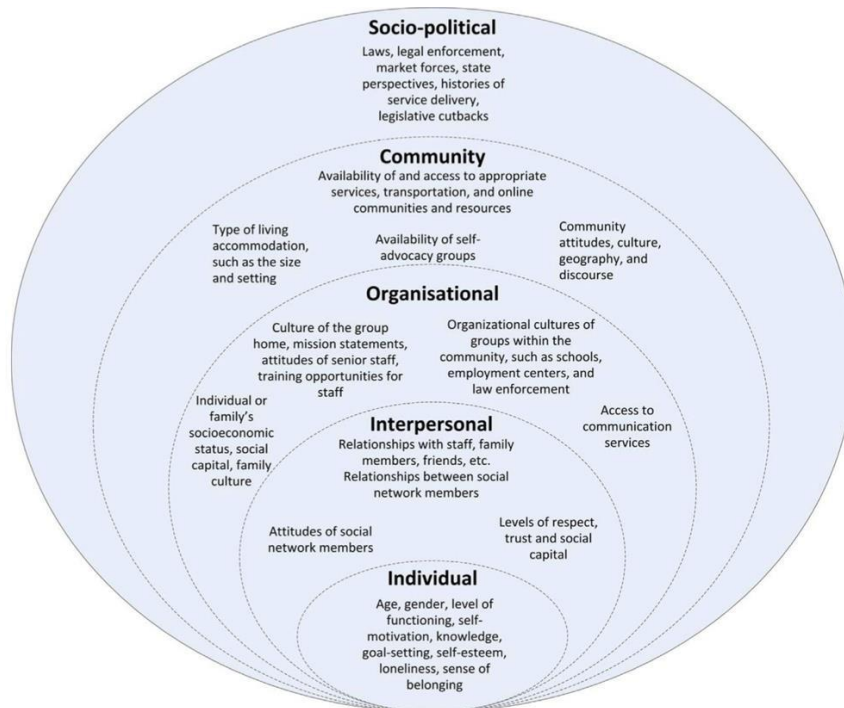 Socio-political
Laws, legal enforcement,
market forces, state
perspectives, histories of
service delivery,
legislative cutbacks
Community
Availability of and access to appropriate
services, transportation, and online
communities and resources
Type of living
accommodation,
such as the size
and setting
Availability of self-
advocacy groups
Community
attitudes, culture,
geography, and
discourse
Organisational
Culture of the group
home, mission statements,
attitudes of senior staff,
training opportunities for
staff
Organizational cultures of
groups within the
community, such as schools,
employment centers, and
law enforcement
Individual or
family's
socioeconomic
status, social
capital, family
culture
Access to
communication
services
Interpersonal
Relationships with staff, family
members, friends, etc.
Relationships between social
network members
Attitudes of social
network members
Levels of respect,
trust and social
capital
Individual
Age, gender, level of
functioning, self-
motivation, knowledge,
goal-setting, self-esteem,
loneliness, sense of
belonging